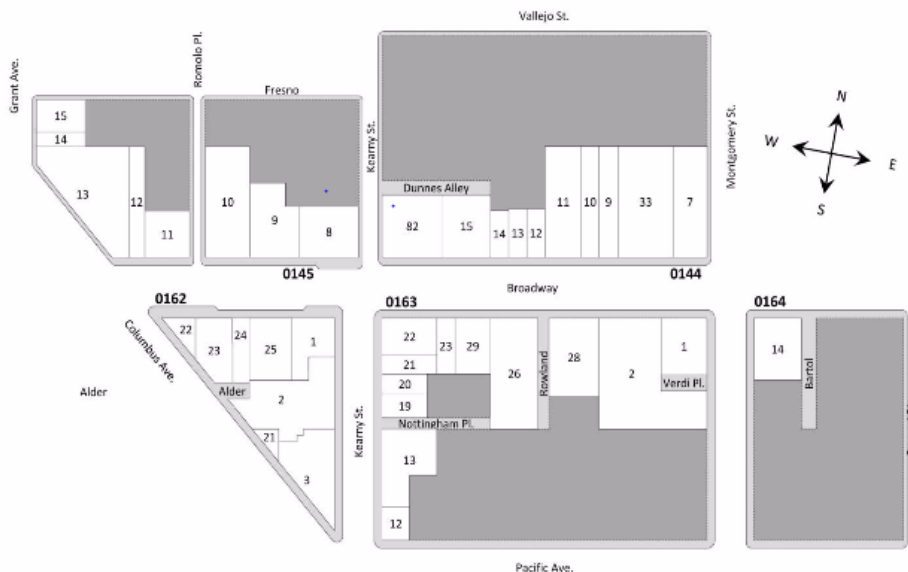 Vallejo St.
Grant Ave.
Romolo Pl.
Fresno
Kearny St.
Montgomery St.
N
W
E
S
15
14
13
12
11
10
9
8
Dunnes Alley
82
15
14
13
12
11
10
9
33
7
0145
0144
Broadway
0162
0163
0164
Columbus Ave.
22
23
24
25
1
Alder
Alder
2
21
3
Kearny St.
22
23
29
21
20
19
Nottingham Pl.
26
Rowland
28
2
1
Verdi Pl.
13
12
14
Bartol
Pacific Ave.